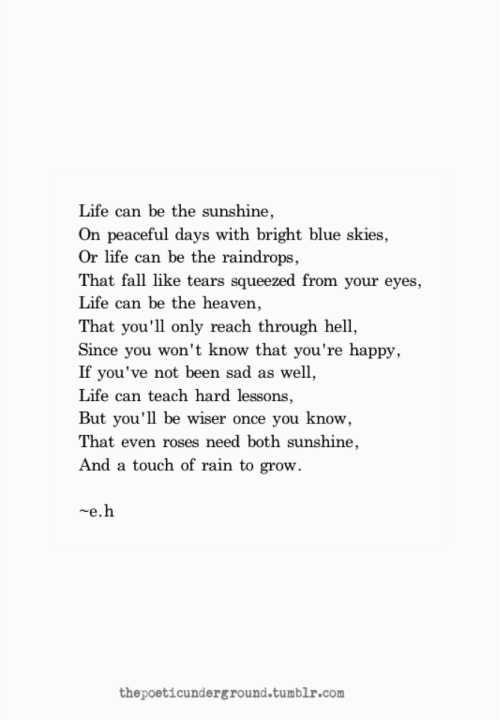 Life can be the sunshine,
On peaceful days with bright blue skies,
Or life can be the raindrops,
That fall like tears squeezed from your eyes,
Life can be the heaven,
That you'll only reach through hell,
Since you won't know that you're happy,
If you've not been sad as well,
Life can teach hard lessons,
But you'll be wiser once you know,
That even roses need both sunshine,
And a touch of rain to grow.
~e.h
thepoeticunderground.tumblr.com